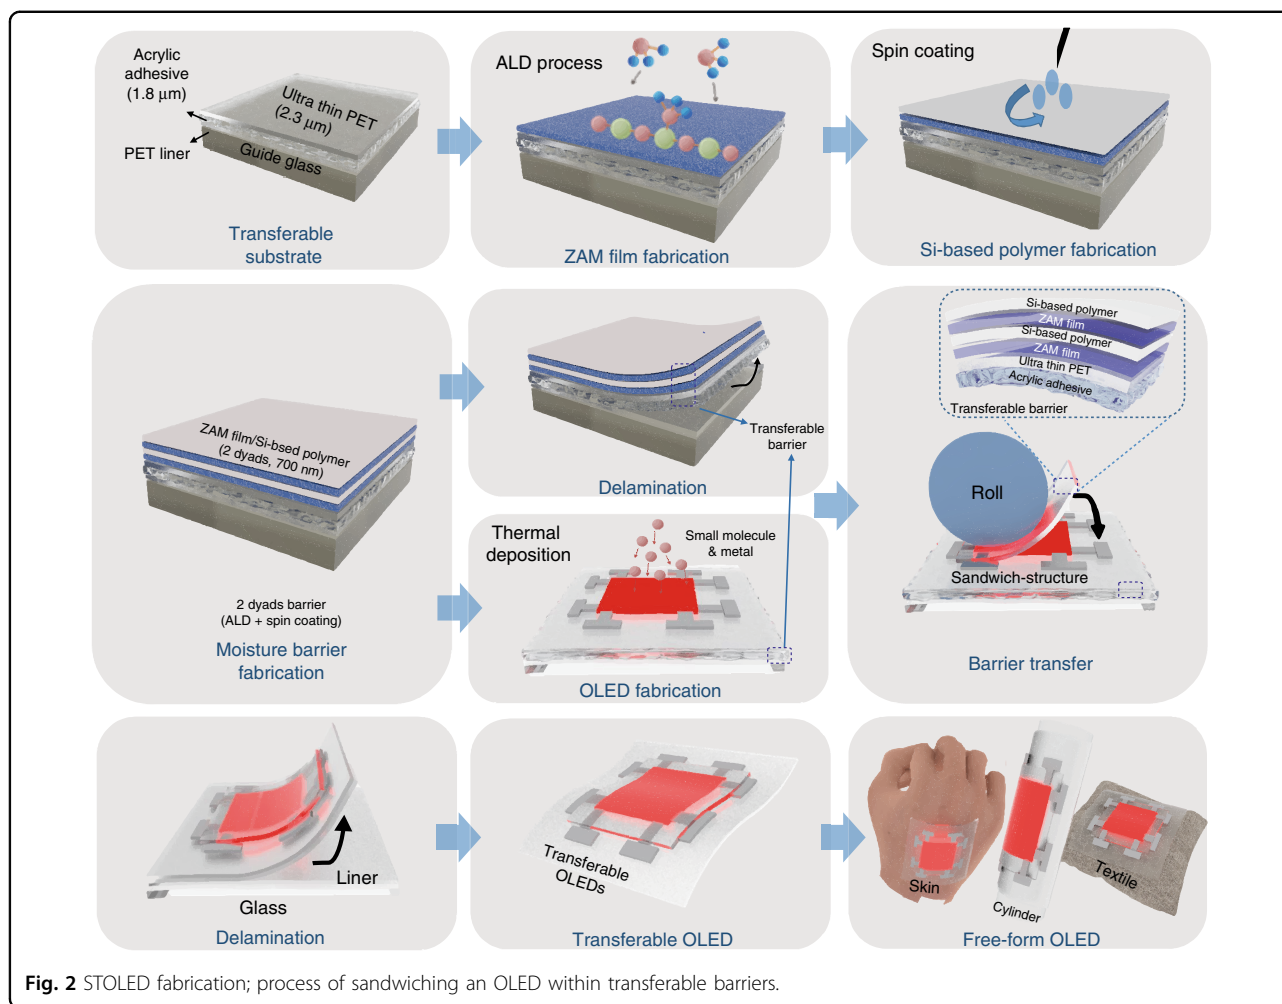 Acrylic
adhesive
(1.8 µm)
Ultra thin PET
(2.3 µm)
PET liner
Guide glass
Transferable
substrate
ALD process
ZAM film fabrication
Spin coating
Si-based polymer fabrication
ZAM film/Si-bsed polymer
(2 dyads, 700 nm)
2 dyads barrier
(ALD + spin coating)
Moisture barrier
fabrication
Transferable
barrier
Delamination
Thermal
deposition
Small molecule
& metal
OLED fabrication
Si-based polymer
ZAM film
Si-based polymer
ZAM film
Ultra thin PET
Acrylic adhesive
Transferable barrier
Roll
Sandwich-structure
Barrier transfer
Liner
Glass
Delamination
Transferable
OLEDs
Transferable OLED
Skin
Cylinder
Textile
Free-form OLED
Fig. 2 STOLED fabrication; process of sandwiching an OLED within transferable barriers.